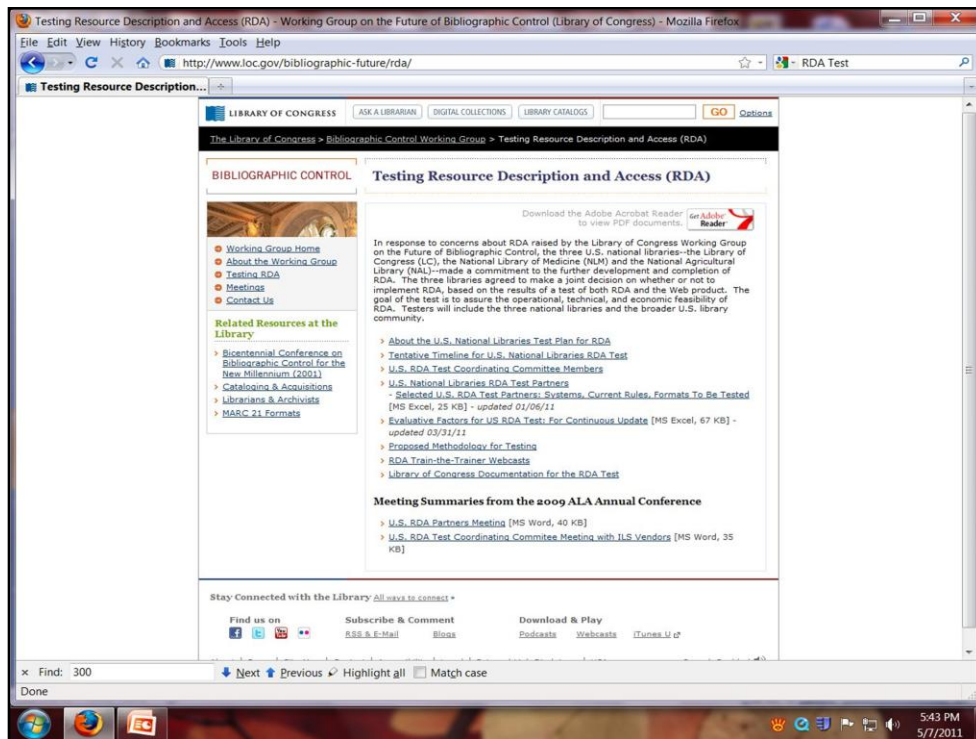 Testing Resource Description and Access (RDA) - Working Group on the Future of Bibliographic Control (Library of Congress) - Mozilla Firefox
File Edit View History Bookmarks Tools Help
http://www.loc.gov/bibliographic-future/rda/
RDA Test
Testing Resource Description...
LIBRARY OF CONGRESS
ASK A LIBRARIAN
DIGITAL COLLECTIONS
LIBRARY CATALOGS
GO
Options
The Library of Congress > Bibliographic Control Working Group > Testing Resource Description and Access (RDA)
BIBLIOGRAPHIC CONTROL
Working Group Home
About the Working Group
Testing RDA
Meetings
Contact Us
Related Resources at the
Library
Bicentennial Conference on
Bibliographic Control for the
New Millennium (2001)
Cataloging & Acquisitions
Librarians & Archivists
MARC 21 Formats
Testing Resource Description and Access (RDA)
Download the Adobe Acrobat Reader
to view PDF documents.
Get Adobe
Reader
In response to concerns about RDA raised by the Library of Congress Working Group
on the Future of Bibliographic Control, the three U.S. national libraries--the Library of
Congress (LC), the National Library of Medicine (NLM) and the National Agricultural
Library (NAL)--made a commitment to the further development and completion of
RDA. The three libraries agreed to make a joint decision on whether or not to
implement RDA, based on the results of a test of both RDA and the Web product. The
goal of the test is to assure the operational, technical, and economic feasibility of
RDA. Testers will include the three national libraries and the broader U.S. library
community.
About the U.S. National Libraries Test Plan for RDA
Tentative Timeline for U.S. National Libraries RDA Test
U.S. RDA Test Coordinating Committee Members
U.S. National Libraries RDA Test Partners
- Selected U.S. RDA Test Partners: Systems, Current Rules, Formats To Be Tested
[MS Excel, 25 KB] - updated 01/06/11
Evaluative Factors for US RDA Test: For Continuous Update [MS Excel, 67 KB] -
updated 03/31/11
Proposed Methodology for Testing
RDA Train-the-Trainer Webcasts
Library of Congress Documentation for the RDA Test
Meeting Summaries from the 2009 ALA Annual Conference
U.S. RDA Partners Meeting [MS Word, 40 KB]
U.S. RDA Test Coordinating Commitee Meeting with ILS Vendors [MS Word, 35
KB]
Stay Connected with the Library All ways to connect »
Find us on
Subscribe & Comment
RSS & E-Mail
Blogs
Download & Play
Podcasts
Webcasts
iTunes U
Find: 300
Next Previous Highlight all Match case
Done
5:43 PM
5/7/2011